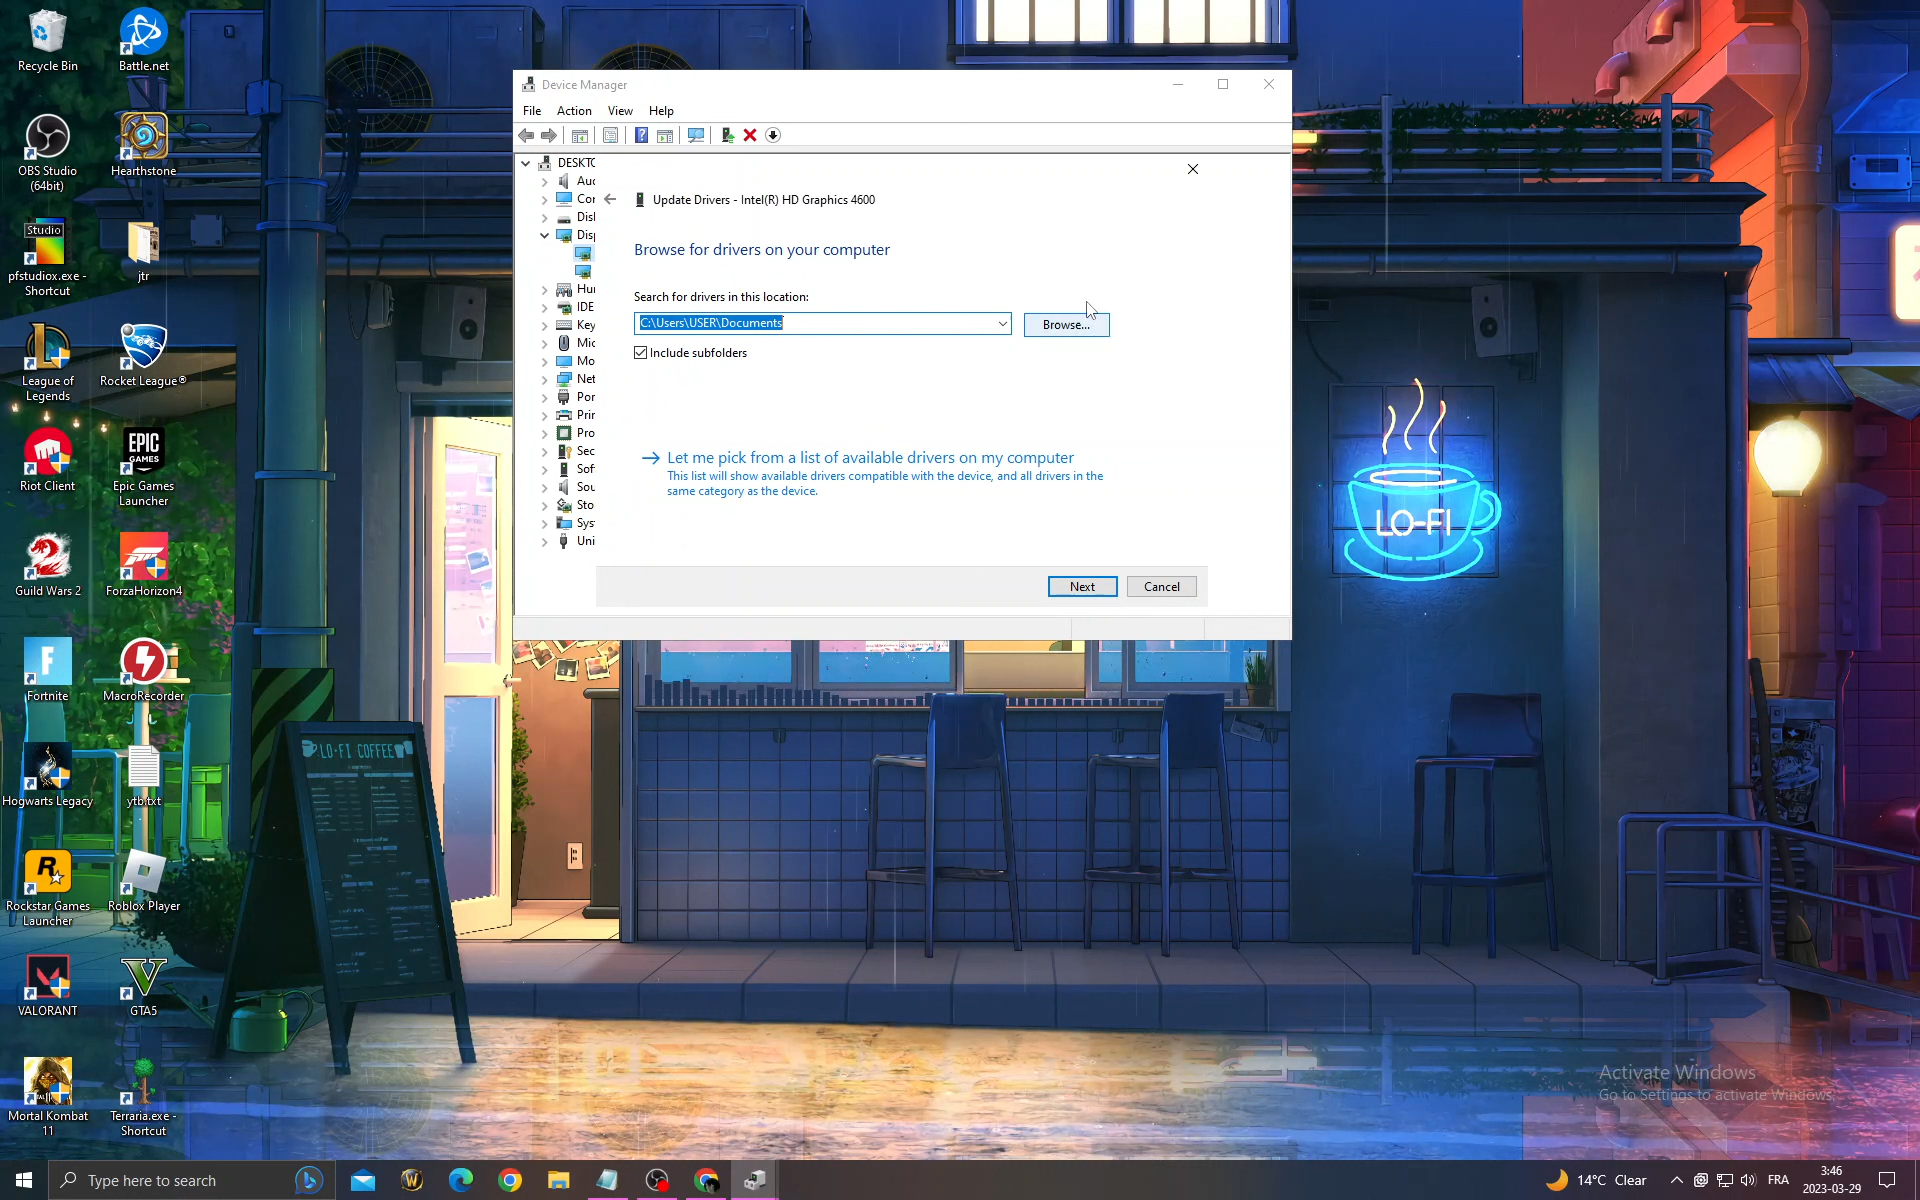 Recycle Bin
Battle.net
OBS Studio
(64bit)
Hearthstone
Studio
pfstudiox.exe -
Shortcut
jtr
League of
Legends
Rocket League®
Riot Client
EPIC
GAMES
Epic Games
Launcher
Guild Wars 2
ForzaHorizon4
Fortnite
MacroRecorder
Hogwarts Legacy
ytb.txt
Rockstar Games
Launcher
Roblox Player
VALORANT
GTA5
Mortal Kombat
11
Terraria.exe -
Shortcut
Device Manager
File Action View Help
DESKTO
Auc
Cor
Disl
Disp
Hur
IDE
Key
Mic
Mo
Net
Por
Prir
Pro
Sec
Sof
Sou
Sto
Sys
Uni
Update Drivers - Intel(R) HD Graphics 4600
Browse for drivers on your computer
Search for drivers in this location:
C:\Users\USER\Documents
Browse...
Include subfolders
Let me pick from a list of available drivers on my computer
This list will show available drivers compatible with the device, and all drivers in the
same category as the device.
Next
Cancel
LO-FI
LO-FI COFFEE
Activate Windows
Go to Settings to activate Windows.
Type here to search
14°C Clear
FRA
3:46
2023-03-29